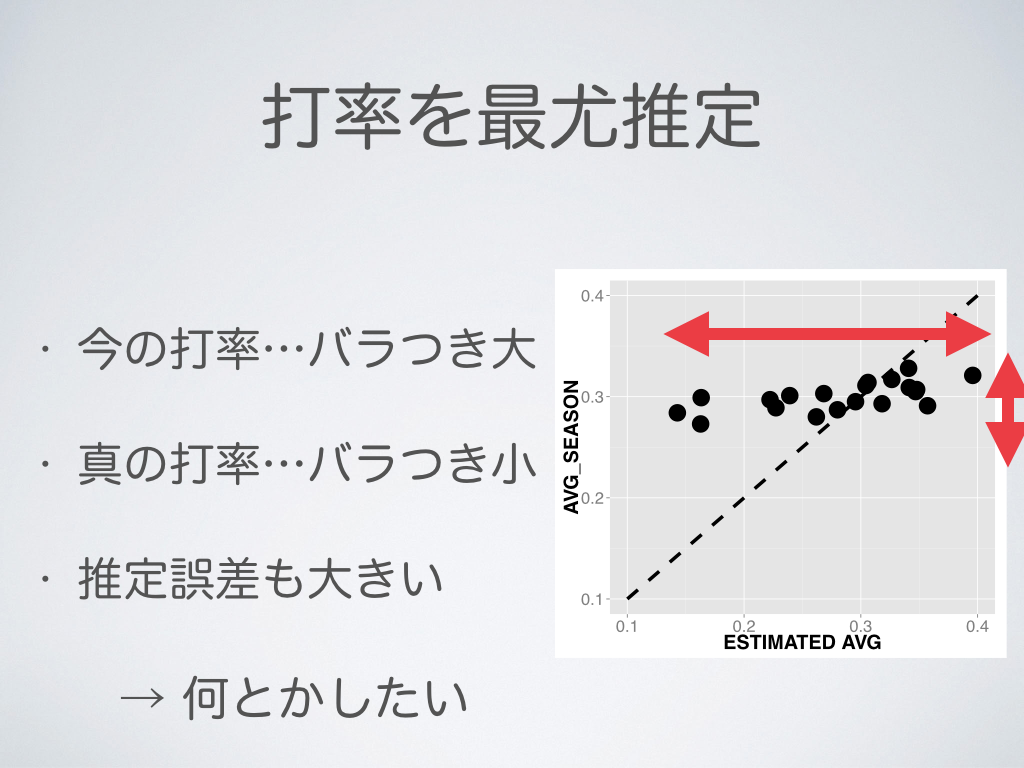 打率を最尤推定
・ 今の打率…バラつき大
・ 真の打率…バラつき小
・ 推定誤差も大きい
→ 何とかしたい
0.4
0.3
0.2
0.1
AVG_SEASON
0.1 0.2 0.3 0.4
ESTIMATED AVG